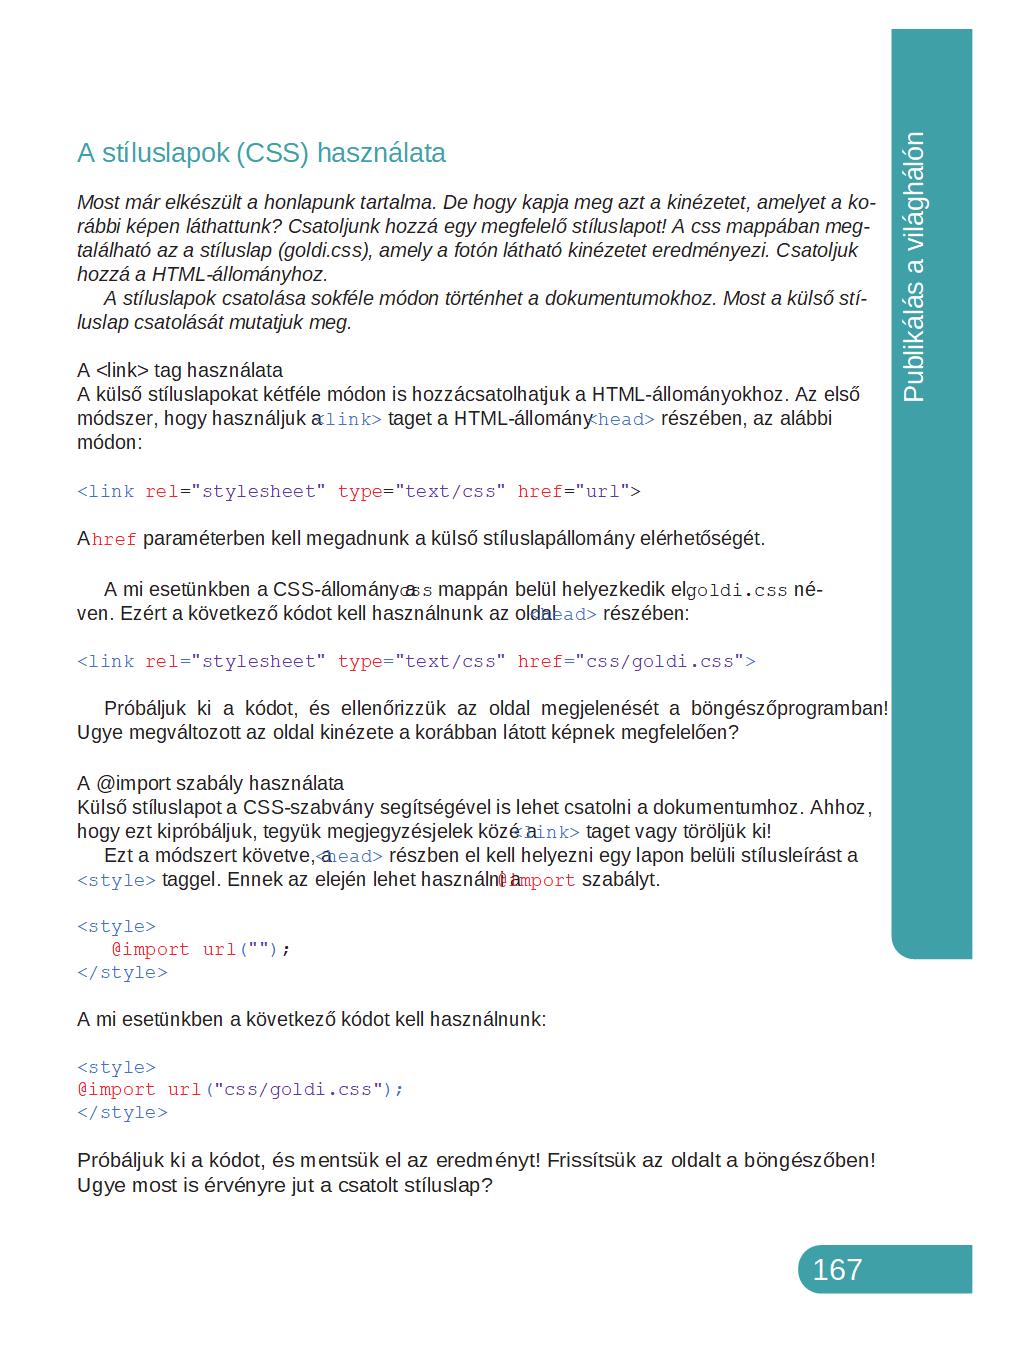 A stíluslapok (CSS) használata
Most már elkészült a honlapunk tartalma. De hogy kapja meg azt a kinézetet, amelyet a ko-
rábbi képen láthattunk? Csatoljunk hozzá egy megfelelő stíluslapot! A css mappában meg-
található az a stíluslap (goldi.css), amely a fotón látható kinézetet eredményezi. Csatoljuk
hozzá a HTML-állományhoz.
A stíluslapok csatolása sokféle módon történhet a dokumentumokhoz. Most a külső stí-
luslap csatolását mutatjuk meg.
A <link> tag használata
A külső stíluslapokat kétféle módon is hozzácsatolhatjuk a HTML-állományokhoz. Az első
módszer, hogy használjuk a <link> taget a HTML-állomány <head> részében, az alábbi
módon:
<link rel="stylesheet" type="text/css" href="url">
A href paraméterben kell megadnunk a külső stíluslapállomány elérhetőségét.
A mi esetünkben a CSS-állomány a css mappán belül helyezkedik el, goldi.css né-
ven. Ezért a következő kódot kell használnunk az oldal <head> részében:
<link rel="stylesheet" type="text/css" href="css/goldi.css">
Próbáljuk ki a kódot, és ellenőrizzük az oldal megjelenését a böngészőprogramban!
Ugye megváltozott az oldal kinézete a korábban látott képnek megfelelően?
A @import szabály használata
Külső stíluslapot a CSS-szabvány segítségével is lehet csatolni a dokumentumhoz. Ahhoz,
hogy ezt kipróbáljuk, tegyük megjegyzésjelek közé a <link> taget vagy töröljük ki!
Ezt a módszert követve, a <head> részben el kell helyezni egy lapon belüli stílusleírást a
<style> taggel. Ennek az elején lehet használni a @import szabályt.
<style>
@import url("");
</style>
A mi esetünkben a következő kódot kell használnunk:
<style>
@import url("css/goldi.css");
</style>
Próbáljuk ki a kódot, és mentsük el az eredményt! Frissítsük az oldalt a böngészőben!
Ugye most is érvényre jut a csatolt stíluslap?
Publikálás a világhálón
167